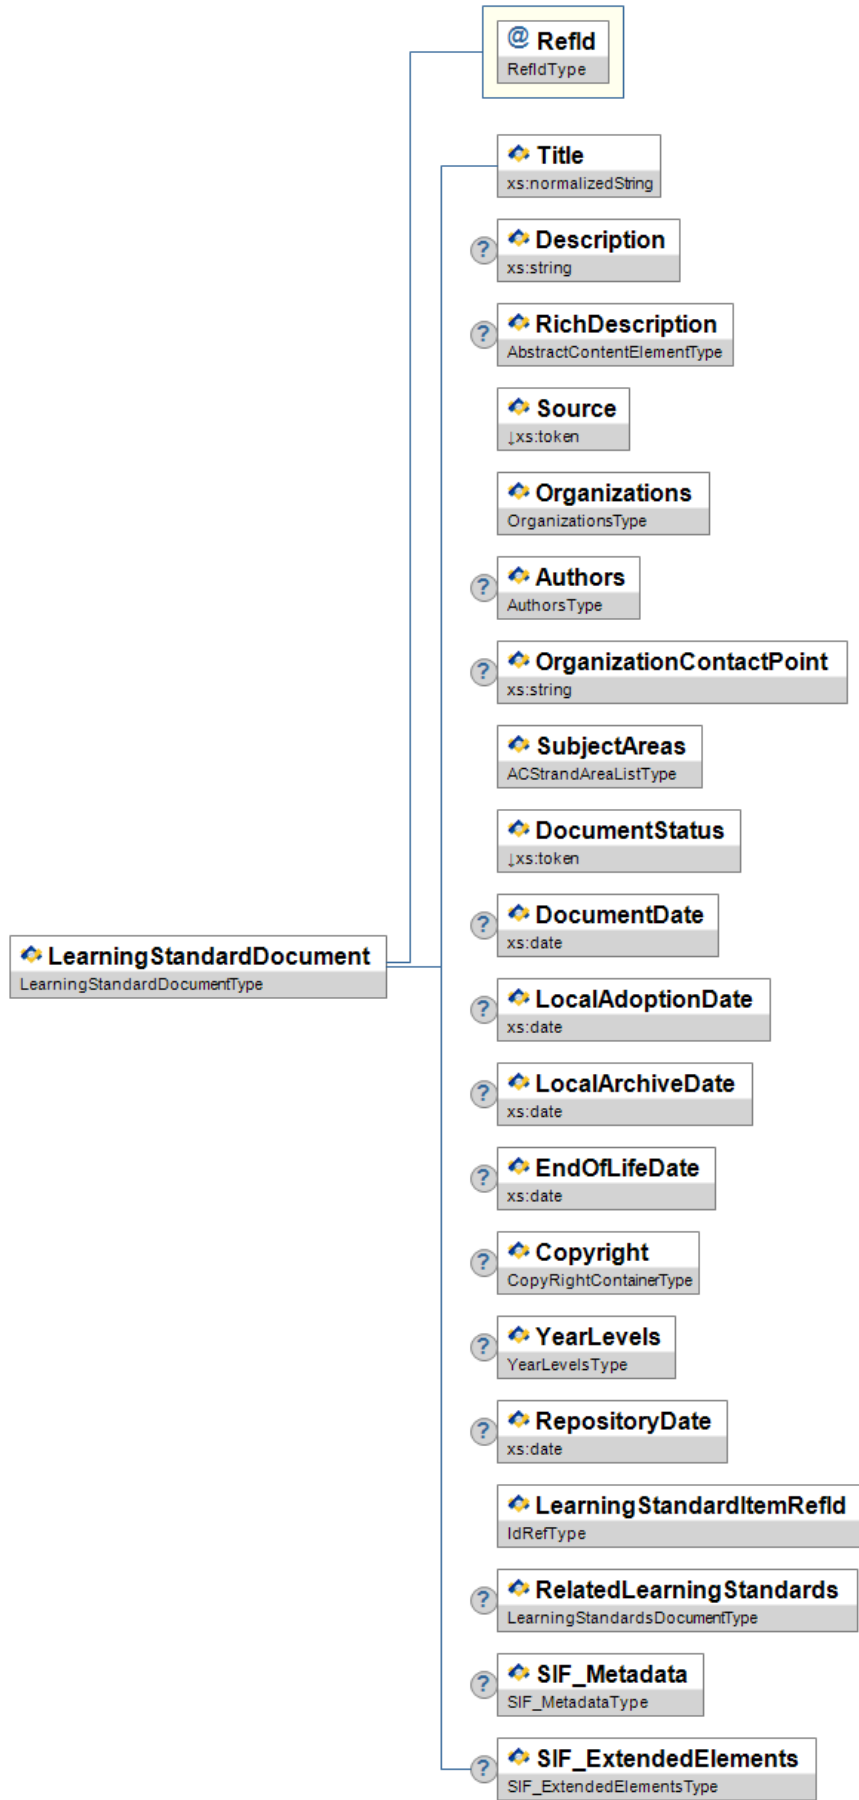 @ RefId
RefIdType
Title
xs:normalizedString
? Description
xs:string
? RichDescription
AbstractContentElementType
Source
↓xs:token
Organizations
OrganizationsType
? Authors
AuthorsType
? OrganizationContactPoint
xs:string
SubjectAreas
ACStrandAreaListType
DocumentStatus
↓xs:token
? DocumentDate
xs:date
LearningStandardDocument
LearningStandardDocumentType
? LocalAdoptionDate
xs:date
? LocalArchiveDate
xs:date
? EndOfLifeDate
xs:date
? Copyright
CopyRightContainerType
? YearLevels
YearLevelsType
? RepositoryDate
xs:date
LearningStandardItemRefId
IdRefType
? RelatedLearningStandards
LearningStandardsDocumentType
? SIF_Metadata
SIF_MetadataType
? SIF_ExtendedElements
SIF_ExtendedElementsType